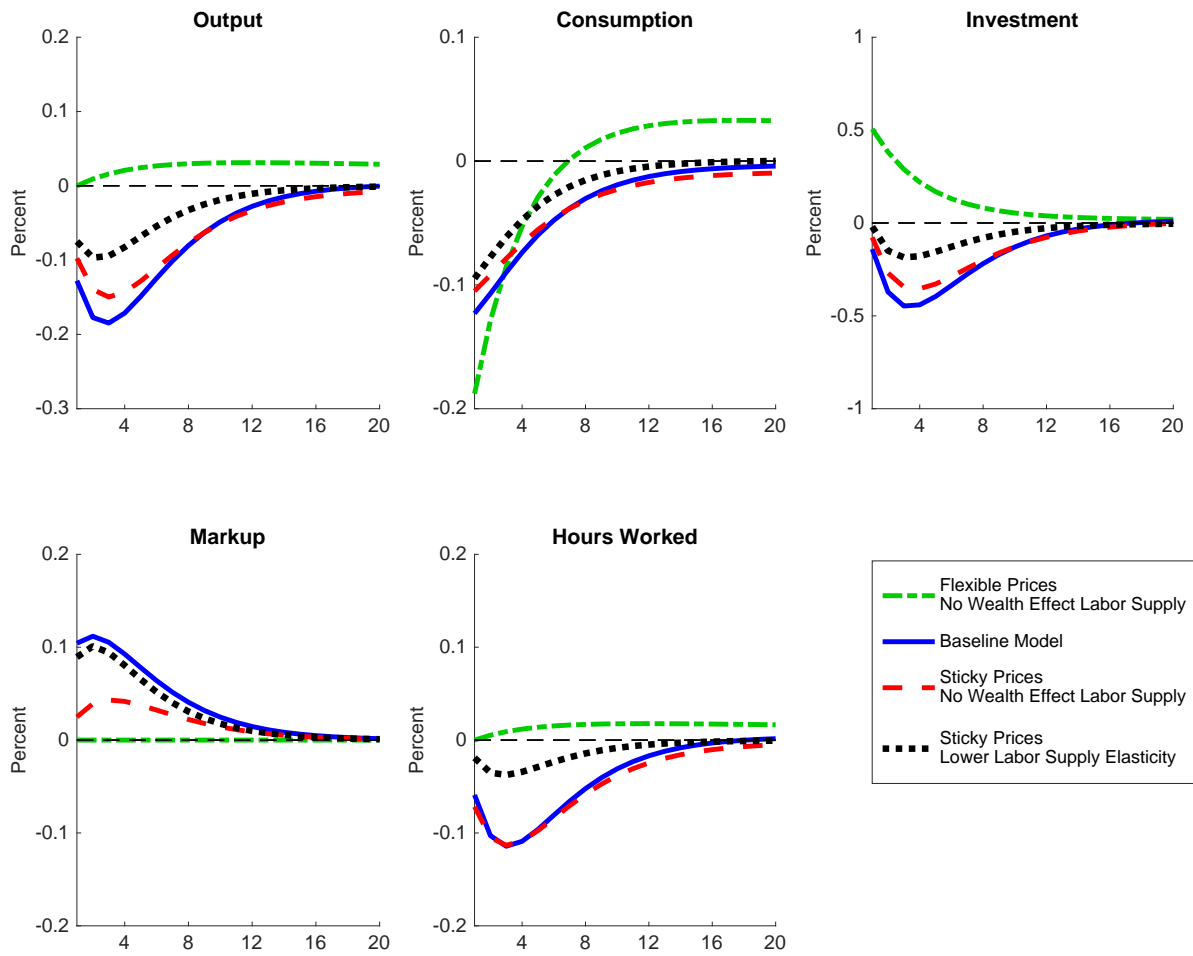 Output
Percent
0.2
0.1
0
-0.1
-0.2
-0.3
4 8 12 16 20
Consumption
Percent
0.1
0
-0.1
-0.2
4 8 12 16 20
Investment
Percent
1
0.5
0
-0.5
-1
4 8 12 16 20
Markup
Percent
0.2
0.1
0
-0.1
-0.2
4 8 12 16 20
Hours Worked
Percent
0.2
0.1
0
-0.1
-0.2
4 8 12 16 20
Flexible Prices
No Wealth Effect Labor Supply
Baseline Model
Sticky Prices
No Wealth Effect Labor Supply
Sticky Prices
Lower Labor Supply Elasticity